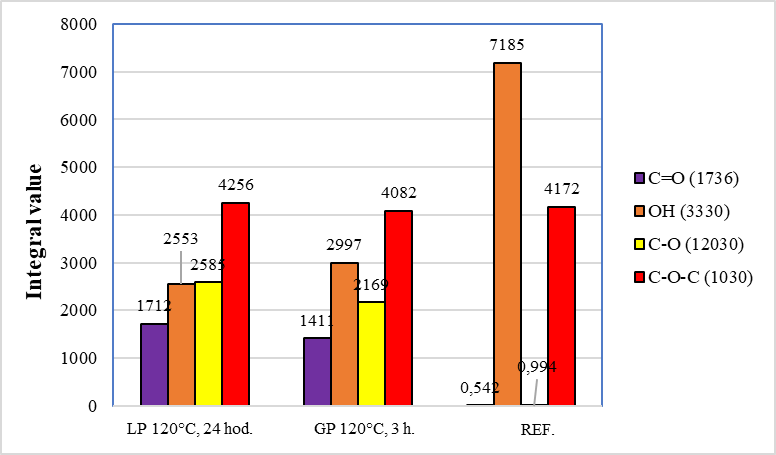 8000
7000
6000
5000
4000
3000
2000
1000
0
Integral value
1712
2553
2585
4256
1411
2997
2169
4082
0,542
7185
0,994
4172
LP 120°C, 24 hod.
GP 120°C, 3 h.
REF.
C=O (1736)
OH (3330)
C-O (12030)
C-O-C (1030)